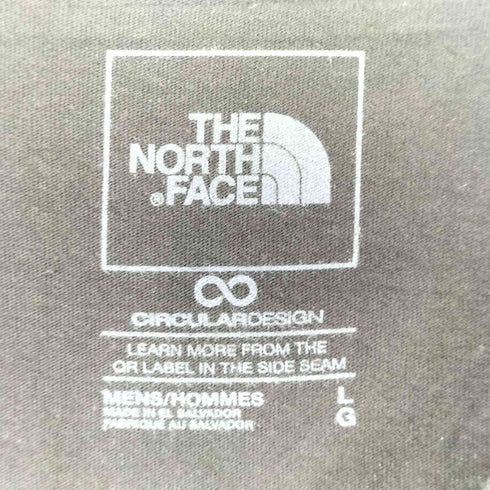 THE
NORTH
®FACE
CIRCULARDESIGN
LEARN MORE FROM THE
QR LABEL IN THE SIDE SEAM
MENS/HOMMES L
MADE IN EL SALVADOR G
FABRIQUE AU SALVADOR